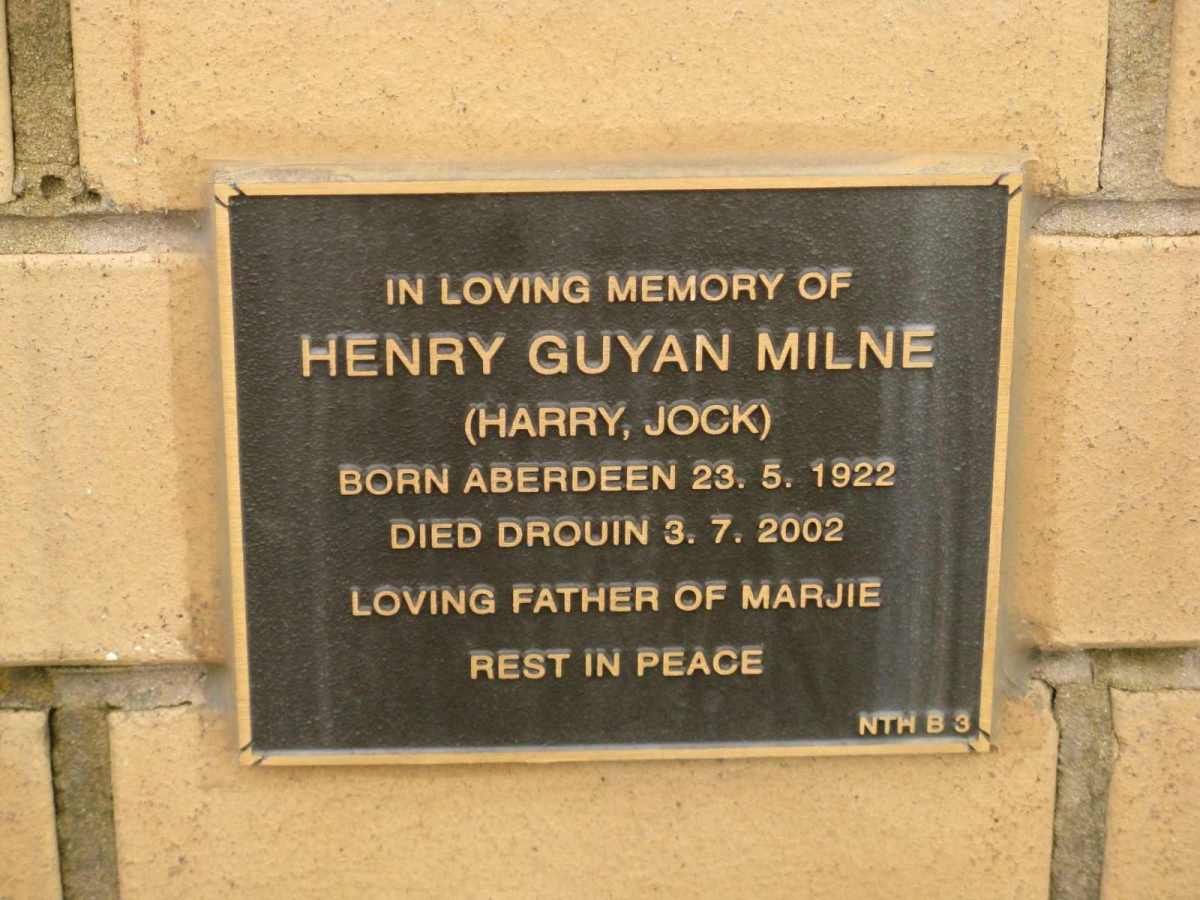 IN LOVING MEMORY OF
HENRY GUYAN MILNE
(HARRY, JOCK)
BORN ABERDEEN 23. 5. 1922
DIED DROUIN 3. 7. 2002
LOVING FATHER OF MARJIE
REST IN PEACE
NTH B 3